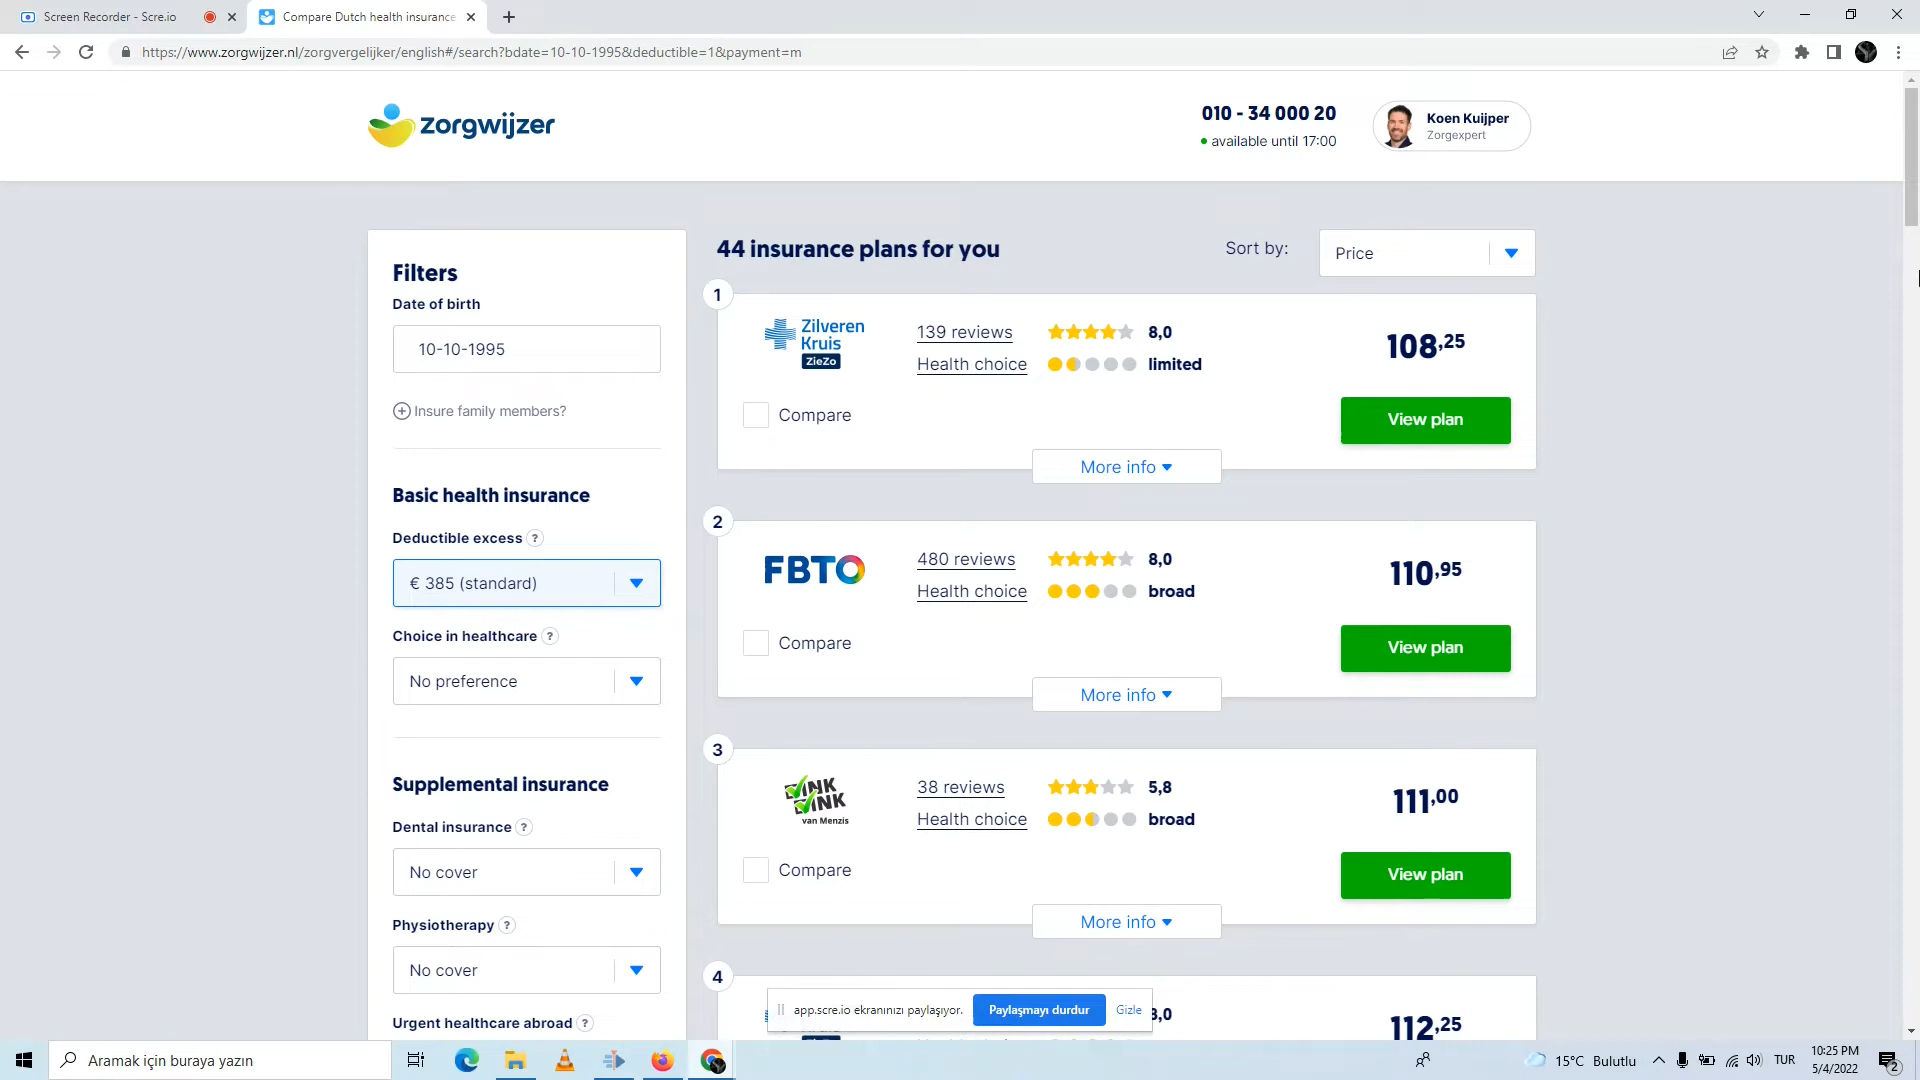 Screen Recorder - Scre.io
Compare Dutch health insurance
https://www.zorgwijzer.nl/zorgvergelijker/english#/search?bdate=10-10-1995&deductible=1&payment=m
zorgwijzer
010 - 34 000 20
available until 17:00
Koen Kuijper
Zorgexpert
Filters
Date of birth
10-10-1995
Insure family members?
Basic health insurance
Deductible excess ?
€ 385 (standard)
Choice in healthcare ?
No preference
Supplemental insurance
Dental insurance ?
No cover
Physiotherapy ?
No cover
Urgent healthcare abroad ?
44 insurance plans for you
Sort by:
Price
1
Zilveren
Kruis
ZieZo
139 reviews
8,0
Health choice
limited
108,25
Compare
View plan
More info
2
FBTO
480 reviews
8,0
Health choice
broad
110,95
Compare
View plan
More info
3
VINK
VINK
van Menzis
38 reviews
5,8
Health choice
broad
111,00
Compare
View plan
More info
4
112,25
app.scre.io ekranınızı paylaşıyor.
Paylaşmayı durdur
Gizle
Aramak için buraya yazın
15°C Bulutlu
TUR
10:25 PM
5/4/2022
2